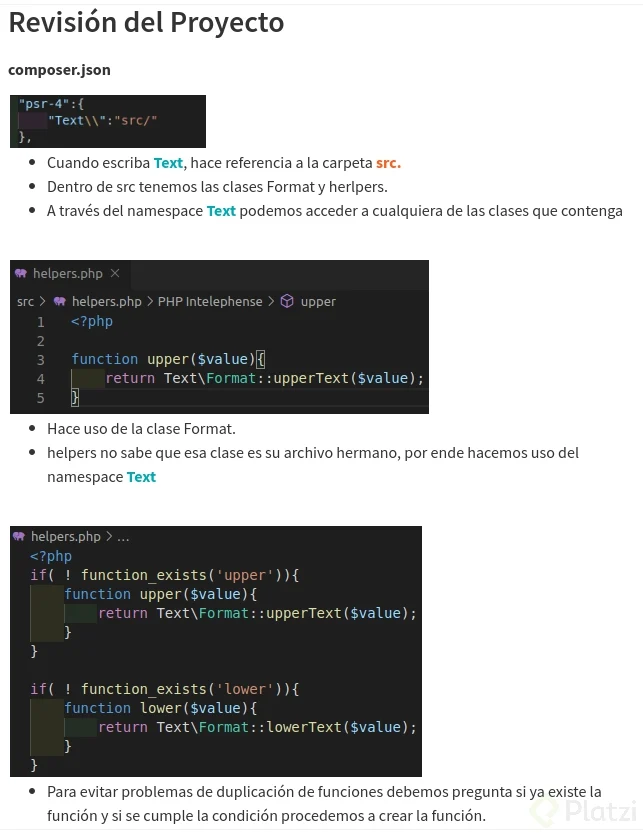 Revisión del Proyecto
composer.json
"psr-4":{
"Text\\":"src/"
},
Cuando escriba Text, hace referencia a la carpeta src.
Dentro de src tenemos las clases Format y herlpers.
A través del namespace Text podemos acceder a cualquiera de las clases que contenga
helpers.php ×
src > helpers.php > PHP Intelephense > upper
1 <?php
2
3 function upper($value){
4 return Text\Format::upperText($value);
5 }
Hace uso de la clase Format.
helpers no sabe que esa clase es su archivo hermano, por ende hacemos uso del
namespace Text
helpers.php > ...
<?php
if( ! function_exists('upper')){
function upper($value){
return Text\Format::upperText($value);
}
}
if( ! function_exists('lower')){
function lower($value){
return Text\Format::lowerText($value);
}
}
Para evitar problemas de duplicación de funciones debemos pregunta si ya existe la
función y si se cumple la condición procedemos a crear la función.
Platzi